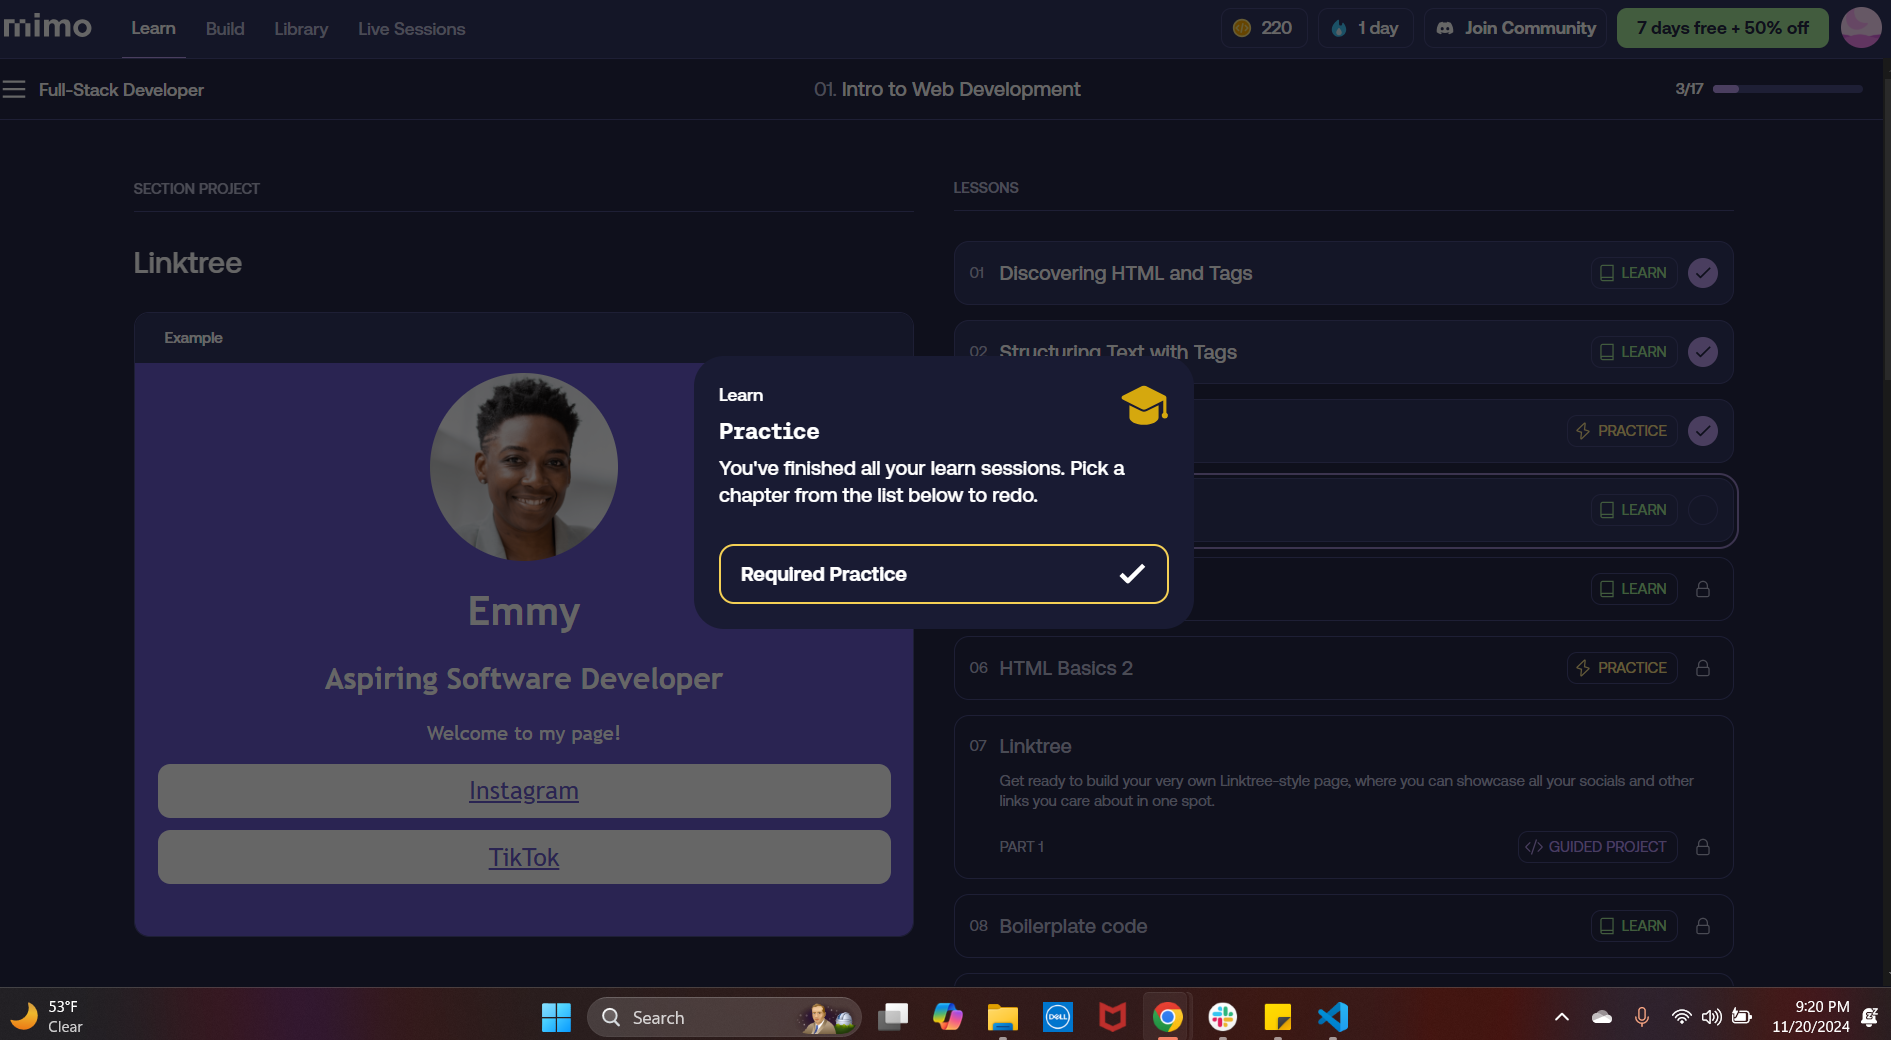 mimo
Learn
Build
Library
Live Sessions
220
1 day
Join Community
7 days free + 50% off
Full-Stack Developer
01. Intro to Web Development
3/17
SECTION PROJECT
Linktree
Example
Emmy
Aspiring Software Developer
Welcome to my page!
Instagram
TikTok
LESSONS
01 Discovering HTML and Tags
LEARN
02 Structuring Text with Tags
LEARN
PRACTICE
LEARN
LEARN
Learn
Practice
You've finished all your learn sessions. Pick a
chapter from the list below to redo.
Required Practice
06 HTML Basics 2
PRACTICE
07 Linktree
Get ready to build your very own Linktree-style page, where you can showcase all your socials and other
links you care about in one spot.
PART 1
</> GUIDED PROJECT
08 Boilerplate code
LEARN
53°F
Clear
Search
DELL
9:20 PM
11/20/2024